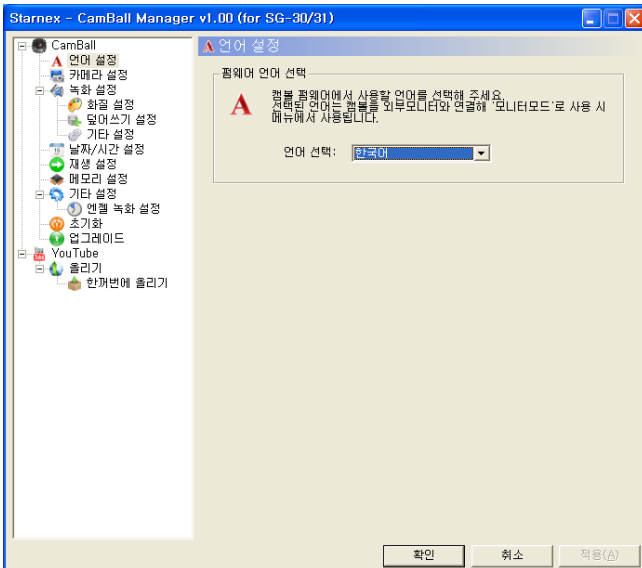 Starnex - CamBall Manager v1.00 (for SG-30/31)
CamBall
언어 설정
카메라 설정
녹화 설정
화질 설정
덮어쓰기 설정
기타 설정
날짜/시간 설정
재생 설정
메모리 설정
기타 설정
엔젤 녹화 설정
초기화
업그레이드
YouTube
올리기
한꺼번에 올리기
A 언어 설정
펌웨어 언어 선택
A
캠볼 펌웨어에서 사용할 언어를 선택해 주세요.
선택된 언어는 캠볼을 외부모니터와 연결해 '모니터모드'로 사용 시
메뉴에서 사용됩니다.
언어 선택: 한국어
확인 취소 적용(A)